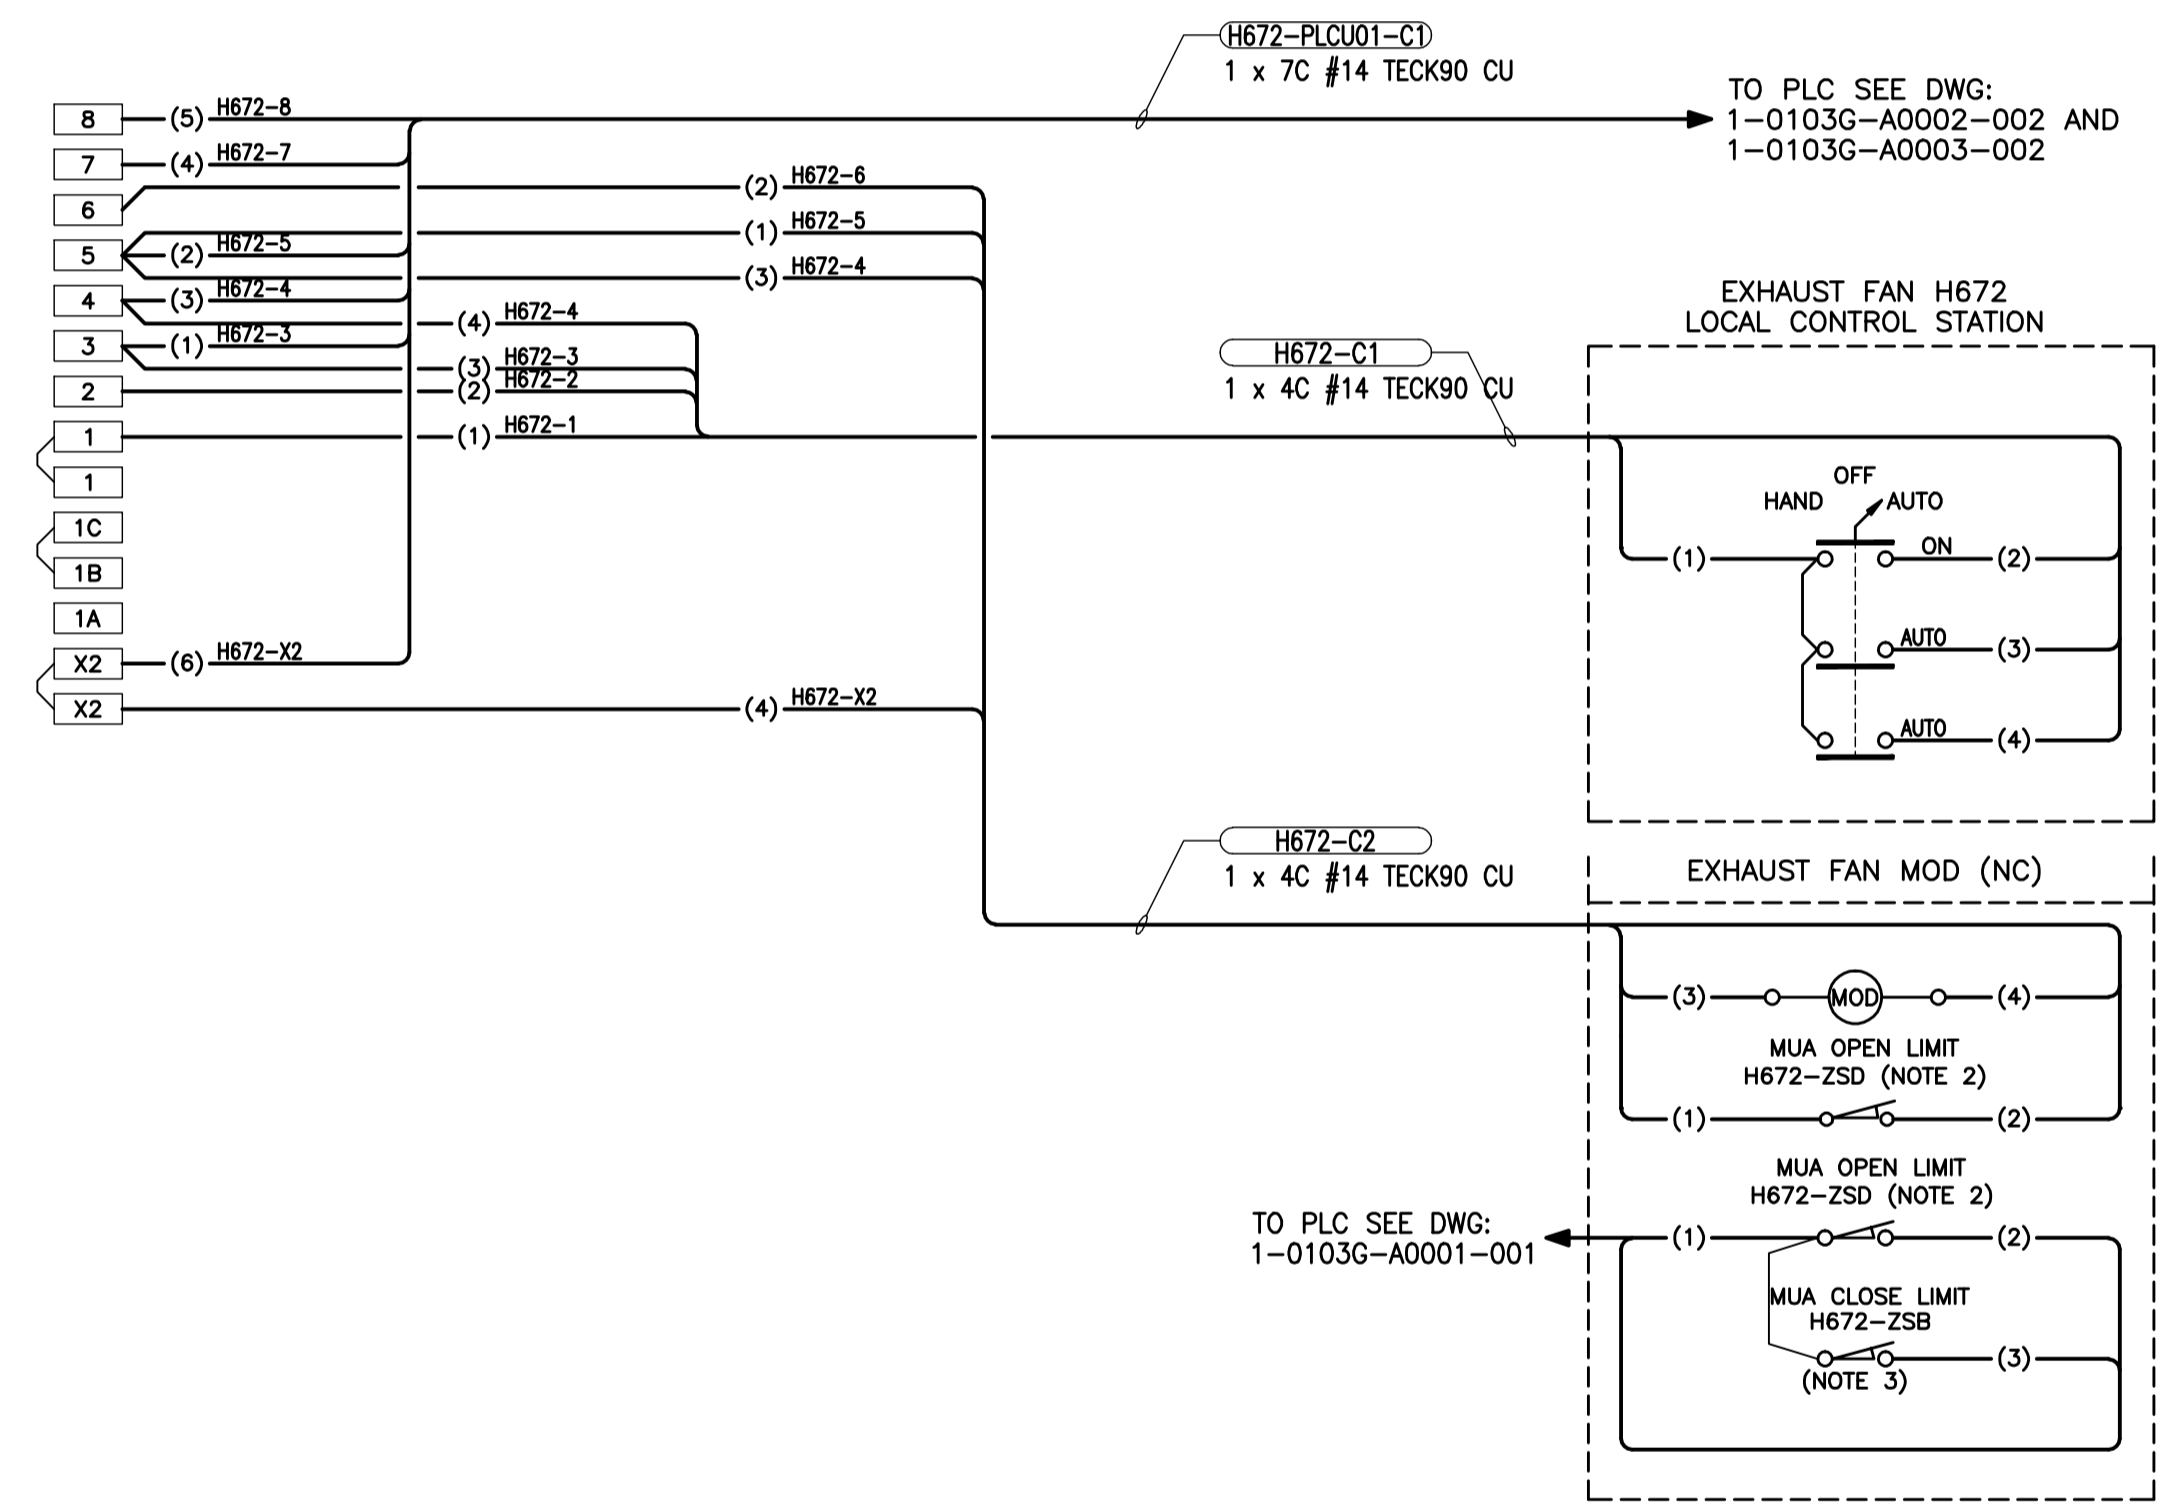 H672-PLCU01-C1
1 x 7C #14 TECK90 CU
TO PLC SEE DWG:
1-0103G-A0002-002 AND
1-0103G-A0003-002
8 (5) H672-8
7 (4) H672-7
6 (2) H672-6
(1) H672-5
5 (2) H672-5
(3) H672-4
4 (3) H672-4
(4) H672-4
3 (1) H672-3
(3) H672-3
2 (2) H672-2
1 (1) H672-1
1
1C
1B
1A
X2 (6) H672-X2
X2 (4) H672-X2
H672-C1
1 x 4C #14 TECK90 CU
EXHAUST FAN H672
LOCAL CONTROL STATION
OFF
HAND AUTO
(1) ON (2)
AUTO (3)
AUTO (4)
H672-C2
1 x 4C #14 TECK90 CU
EXHAUST FAN MOD (NC)
(3) MOD (4)
MUA OPEN LIMIT
H672-ZSD (NOTE 2)
(1) (2)
MUA OPEN LIMIT
H672-ZSD (NOTE 2)
TO PLC SEE DWG:
1-0103G-A0001-001
(1) (2)
MUA CLOSE LIMIT
H672-ZSB
(3)
(NOTE 3)